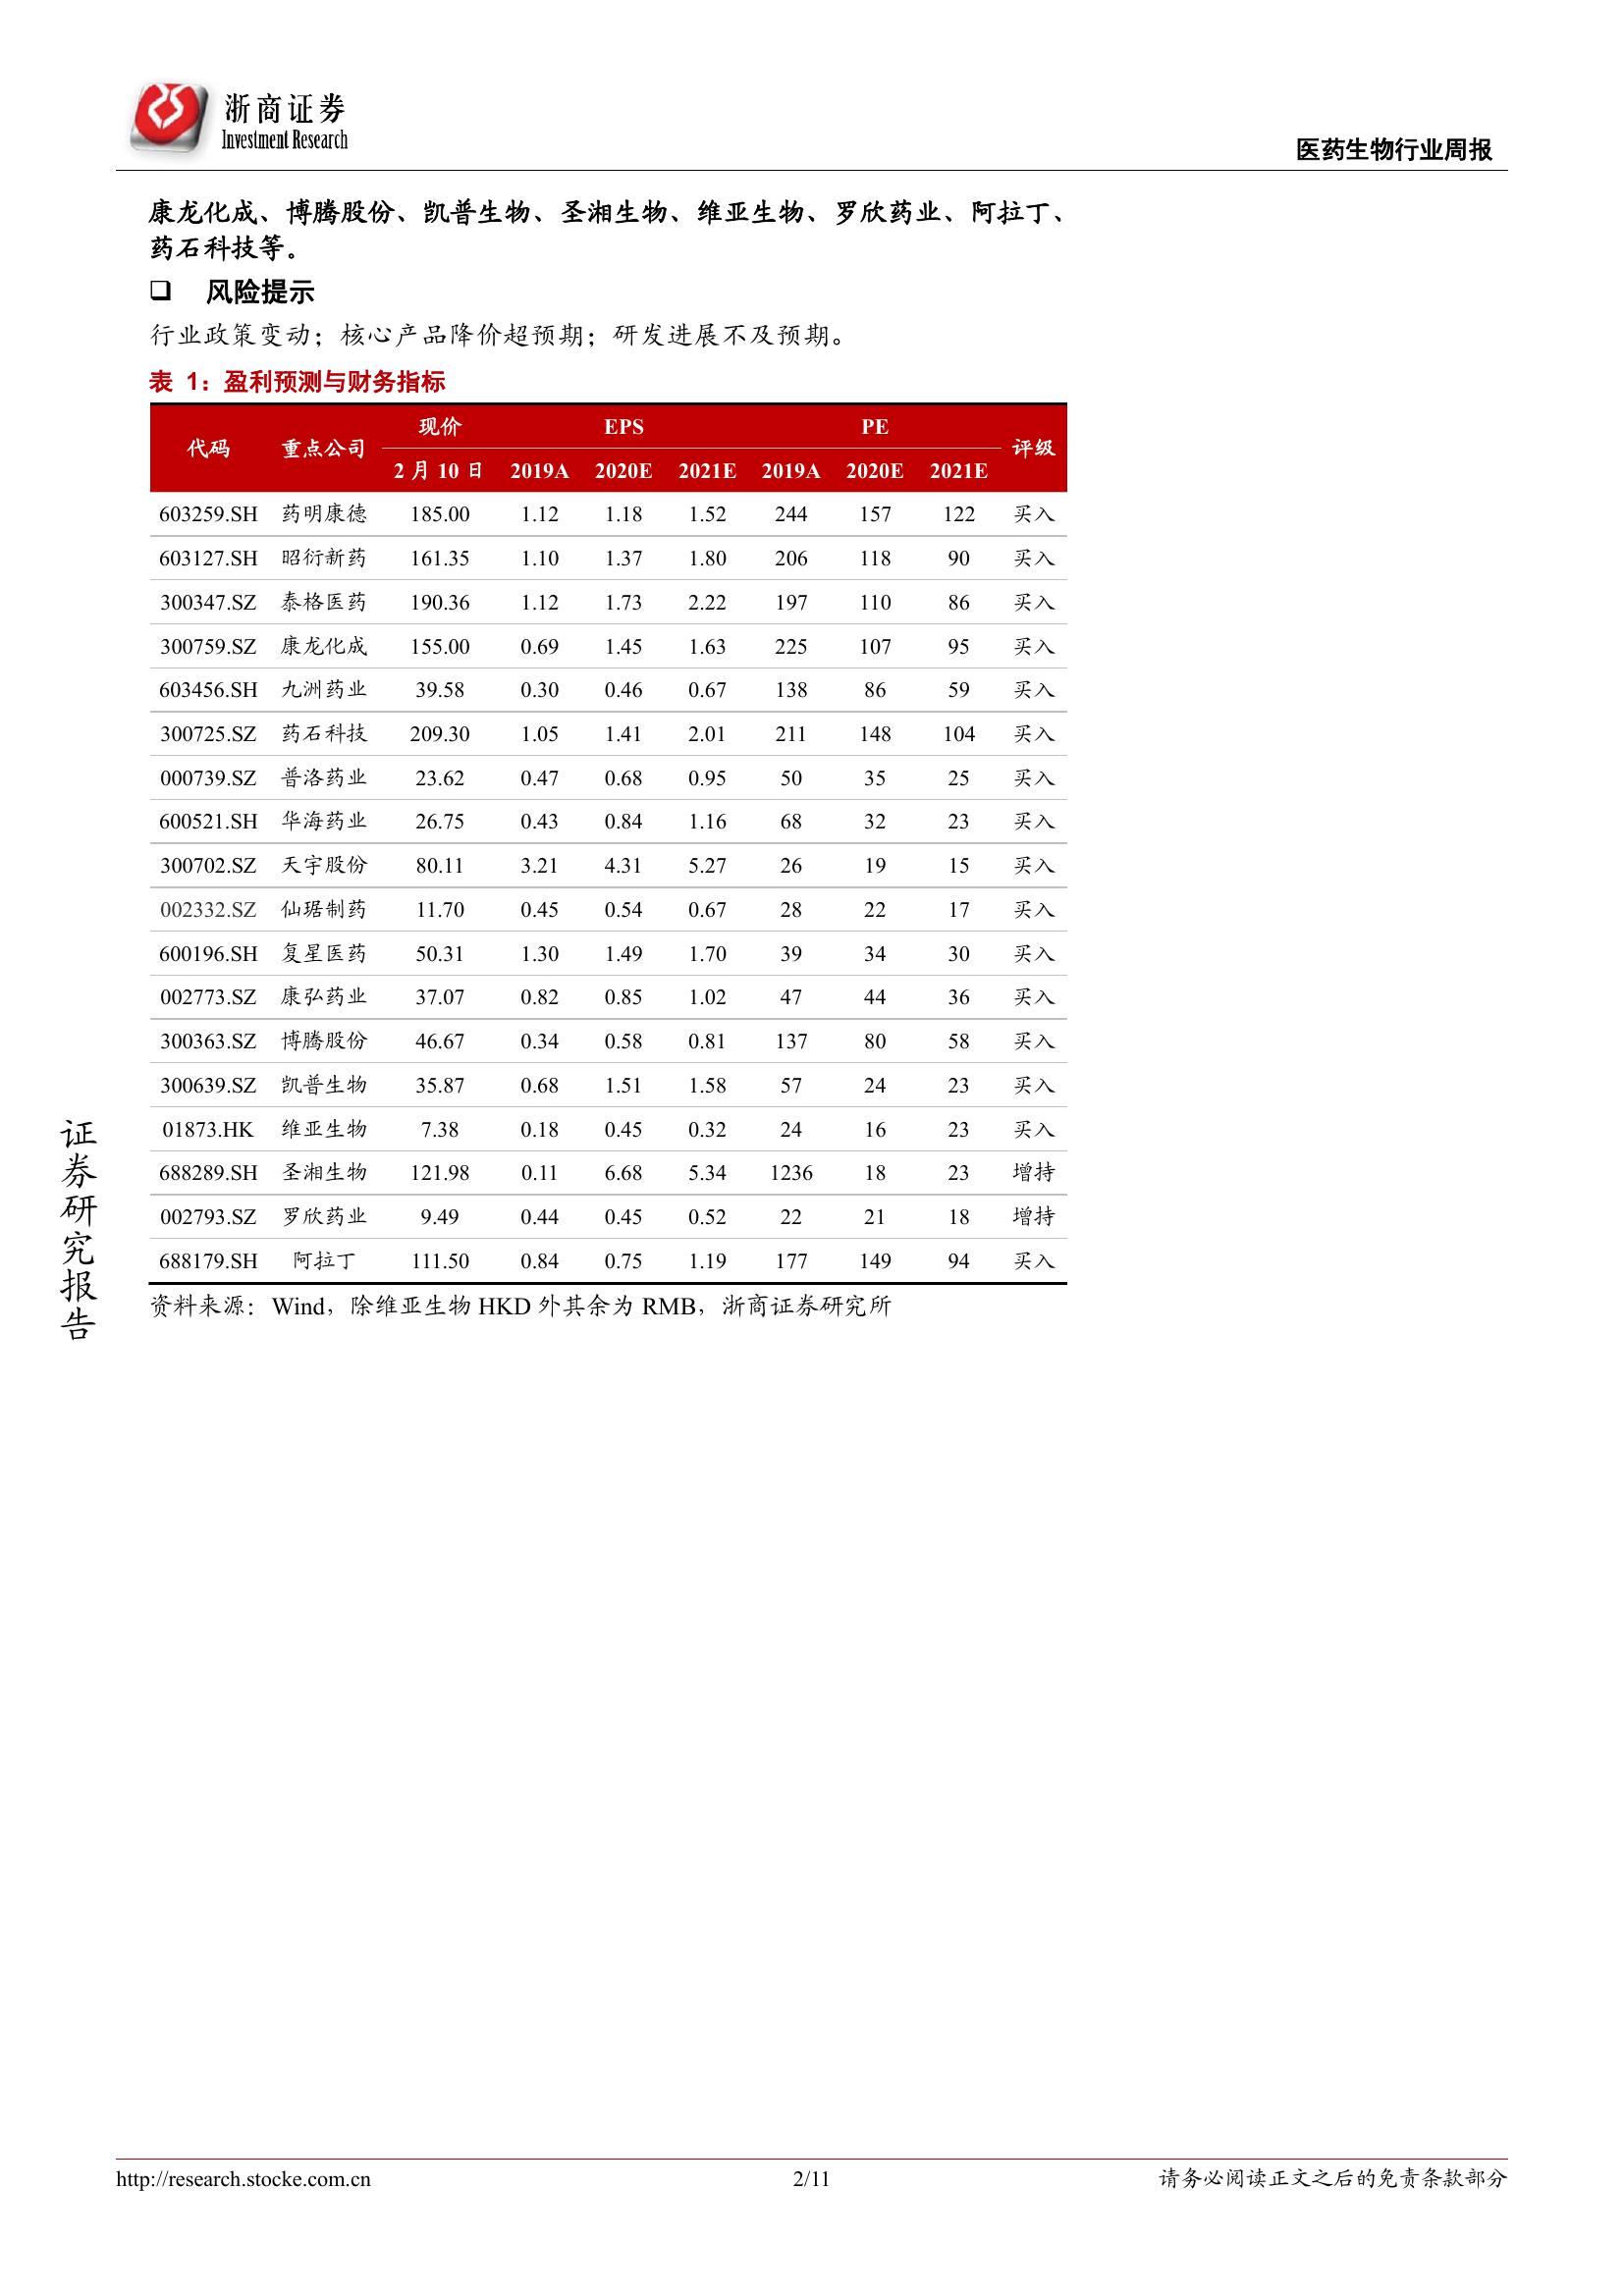 浙商证券
Investment Research
医药生物行业周报
康龙化成、博腾股份、凯普生物、圣湘生物、维亚生物、罗欣药业、阿拉丁、
药石科技等。
❑ 风险提示
行业政策变动；核心产品降价超预期；研发进展不及预期。
表 1：盈利预测与财务指标
代码 重点公司 现价 EPS PE 评级
2 月 10 日 2019A 2020E 2021E 2019A 2020E 2021E
603259.SH 药明康德 185.00 1.12 1.18 1.52 244 157 122 买入
603127.SH 昭衍新药 161.35 1.10 1.37 1.80 206 118 90 买入
300347.SZ 泰格医药 190.36 1.12 1.73 2.22 197 110 86 买入
300759.SZ 康龙化成 155.00 0.69 1.45 1.63 225 107 95 买入
603456.SH 九洲药业 39.58 0.30 0.46 0.67 138 86 59 买入
300725.SZ 药石科技 209.30 1.05 1.41 2.01 211 148 104 买入
000739.SZ 普洛药业 23.62 0.47 0.68 0.95 50 35 25 买入
600521.SH 华海药业 26.75 0.43 0.84 1.16 68 32 23 买入
300702.SZ 天宇股份 80.11 3.21 4.31 5.27 26 19 15 买入
002332.SZ 仙琚制药 11.70 0.45 0.54 0.67 28 22 17 买入
600196.SH 复星医药 50.31 1.30 1.49 1.70 39 34 30 买入
002773.SZ 康弘药业 37.07 0.82 0.85 1.02 47 44 36 买入
300363.SZ 博腾股份 46.67 0.34 0.58 0.81 137 80 58 买入
300639.SZ 凯普生物 35.87 0.68 1.51 1.58 57 24 23 买入
01873.HK 维亚生物 7.38 0.18 0.45 0.32 24 16 23 买入
688289.SH 圣湘生物 121.98 0.11 6.68 5.34 1236 18 23 增持
002793.SZ 罗欣药业 9.49 0.44 0.45 0.52 22 21 18 增持
688179.SH 阿拉丁 111.50 0.84 0.75 1.19 177 149 94 买入
资料来源：Wind，除维亚生物 HKD 外其余为 RMB，浙商证券研究所
证券研究报告
http://research.stocke.com.cn 2/11 请务必阅读正文之后的免责条款部分